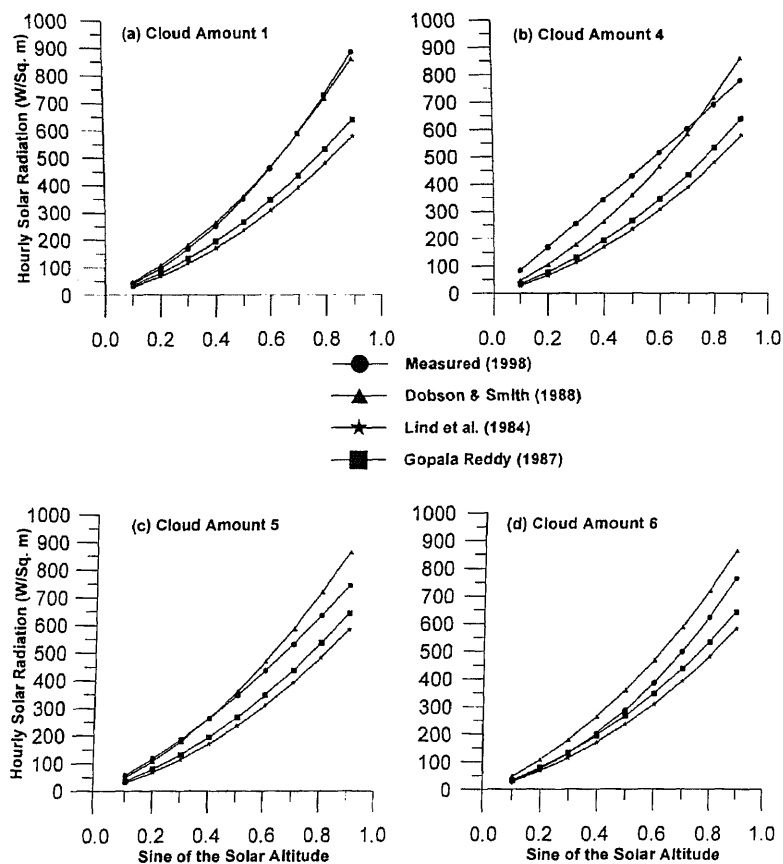 (a) Cloud Amount 1
Hourly Solar Radiation (W/Sq. m)
1000
900
800
700
600
500
400
300
200
100
0
0.0 0.2 0.4 0.6 0.8 1.0
(b) Cloud Amount 4
1000
900
800
700
600
500
400
300
200
100
0
0.0 0.2 0.4 0.6 0.8 1.0
Measured (1998)
Dobson & Smith (1988)
Lind et al. (1984)
Gopala Reddy (1987)
(c) Cloud Amount 5
Hourly Solar Radiation (W/Sq. m)
1000
900
800
700
600
500
400
300
200
100
0
0.0 0.2 0.4 0.6 0.8 1.0
Sine of the Solar Altitude
(d) Cloud Amount 6
1000
900
800
700
600
500
400
300
200
100
0
0.0 0.2 0.4 0.6 0.8 1.0
Sine of the Solar Altitude